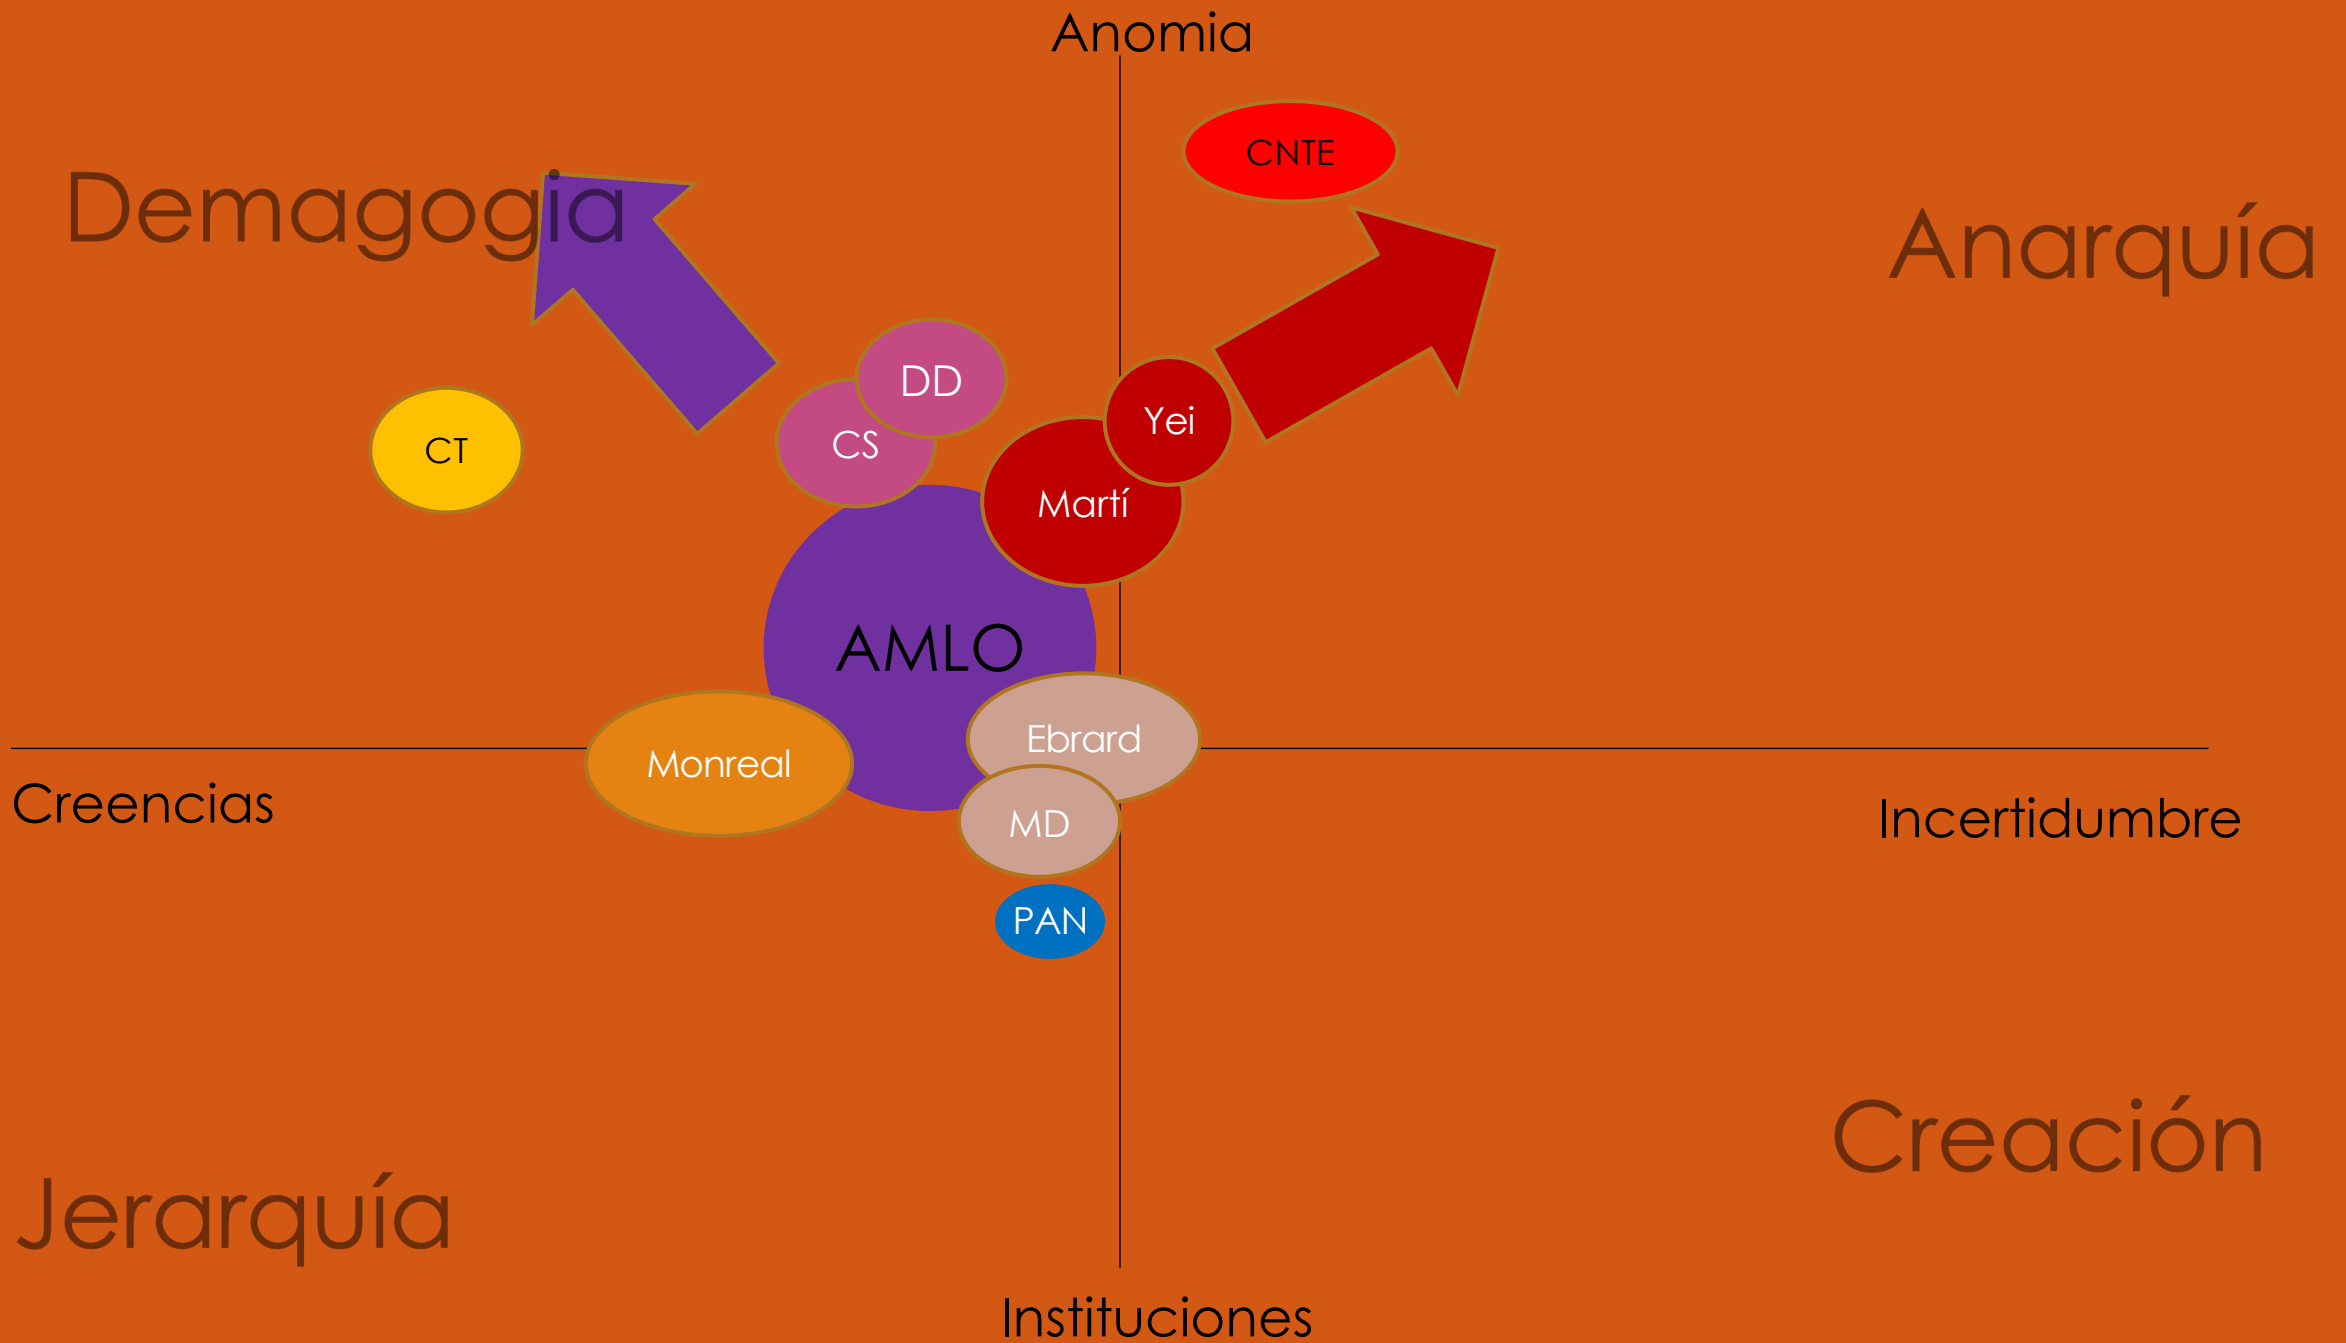 Anomia
CNTE
Demagogia
Anarquía
DD
CS
CT
Yei
Martí
AMLO
Ebrard
Monreal
MD
Creencias
Incertidumbre
PAN
Creación
Jerarquía
Instituciones